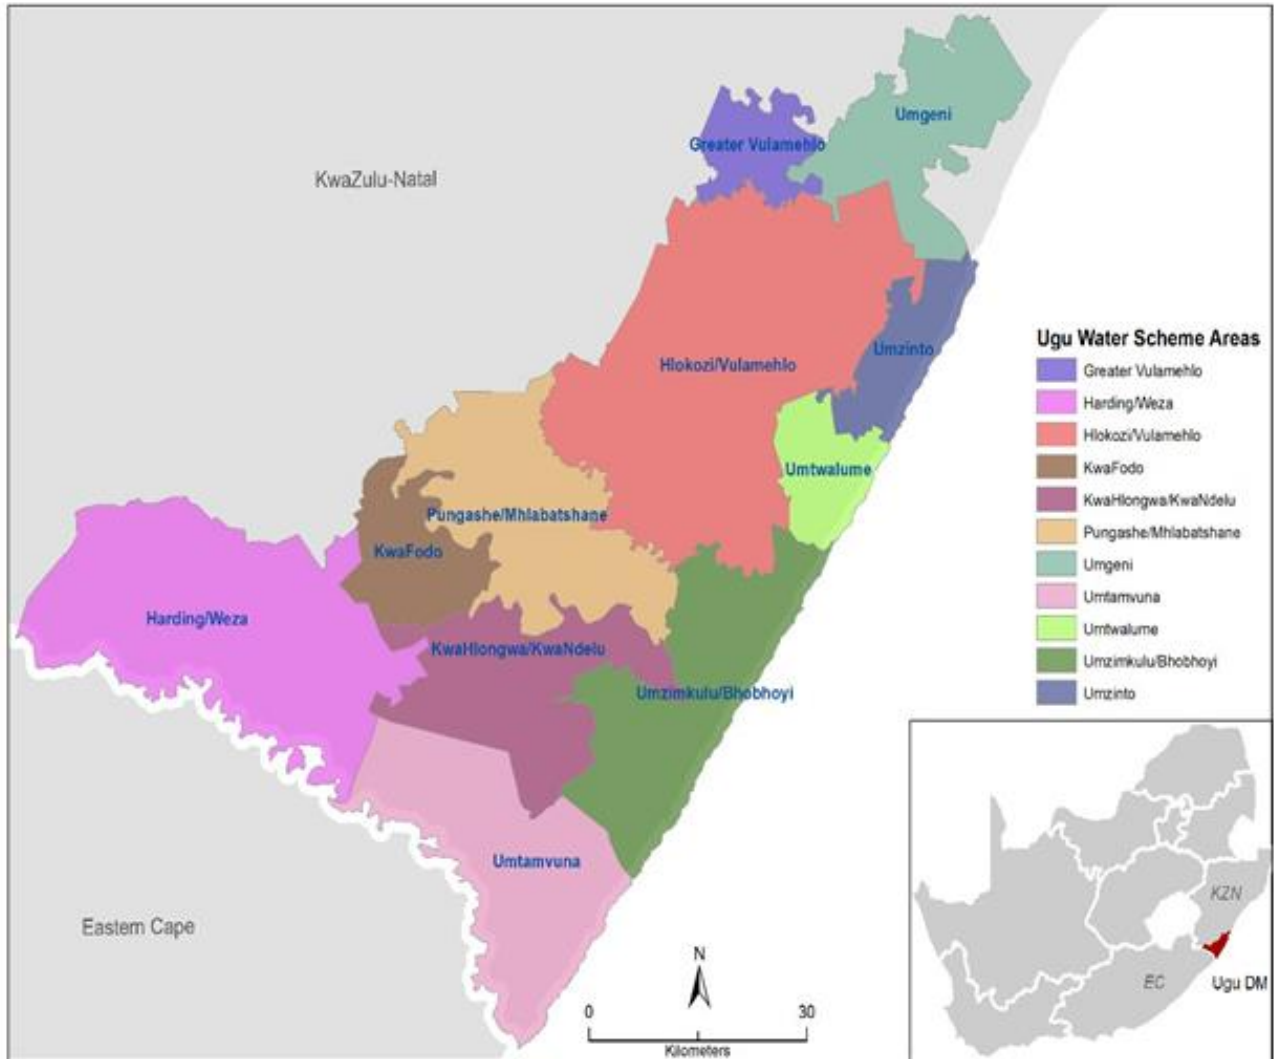 Umgeni
Greater Vulamehlo
KwaZulu-Natal
Umzinto
Hlokozi/Vulamehlo
Umtwalume
Pungashe/Mhlabatshane
KwaFodo
Harding/Weza
KwaHlongwa/KwaNdelu
Umzimkulu/Bhobhoyi
Umtamvuna
Eastern Cape
Ugu Water Scheme Areas
Greater Vulamehlo
Harding/Weza
Hlokozi/Vulamehlo
KwaFodo
KwaHlongwa/KwaNdelu
Pungashe/Mhlabatshane
Umgeni
Umtamvuna
Umtwalume
Umzimkulu/Bhobhoyi
Umzinto
N
0 30
Kilometers
KZN
EC
Ugu DM